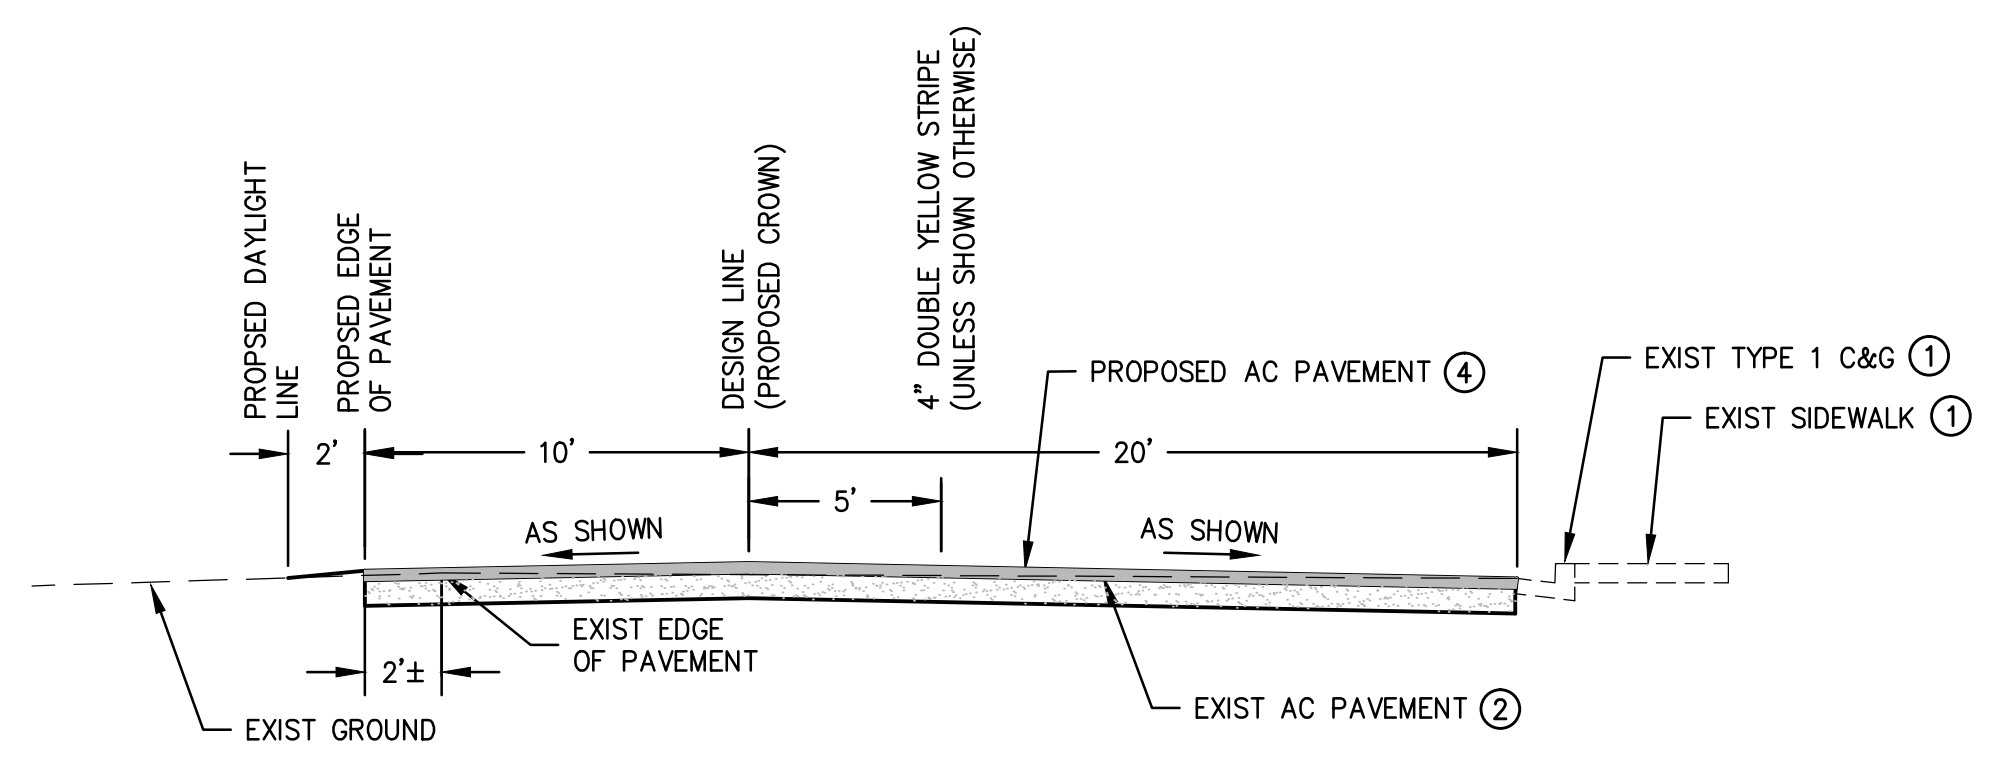 PROPSED DAYLIGHT
LINE
PROPSED EDGE
OF PAVEMENT
DESIGN LINE
(PROPOSED CROWN)
4" DOUBLE YELLOW STRIPE
(UNLESS SHOWN OTHERWISE)
PROPOSED AC PAVEMENT 4
EXIST TYPE 1 C&G 1
EXIST SIDEWALK 1
2'
10'
20'
5'
AS SHOWN
AS SHOWN
EXIST EDGE
OF PAVEMENT
2'±
EXIST GROUND
EXIST AC PAVEMENT 2